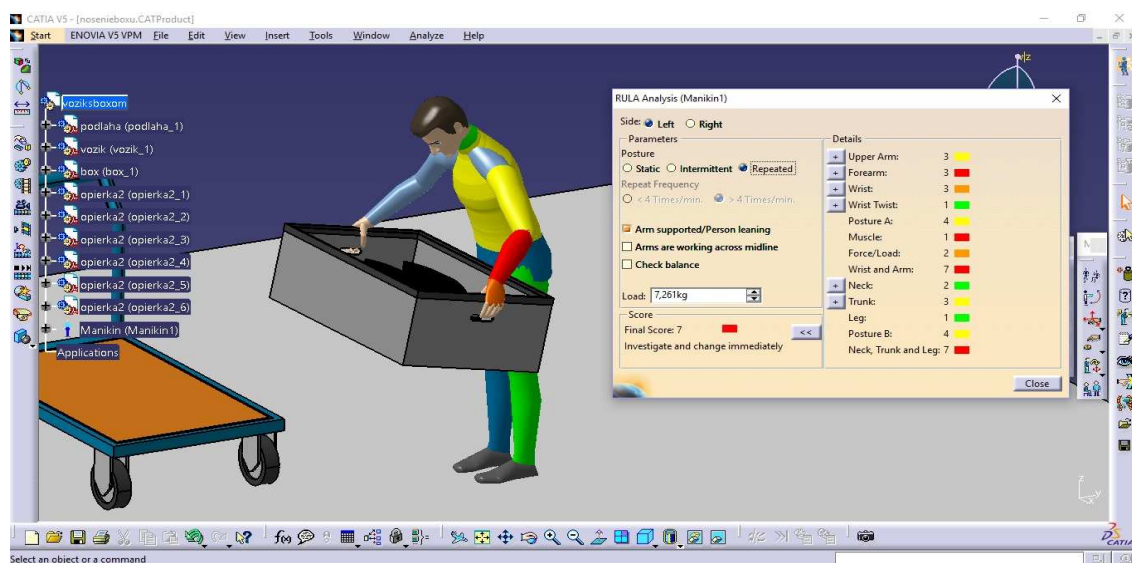 CATIA V5 - [nosenieboxu.CATProduct]
Start ENOVIA V5 VPM File Edit View Insert Tools Window Analyze Help
voziksboxom
podlaha (podlaha_1)
vozik (vozik_1)
box (box_1)
opierka2 (opierka2_1)
opierka2 (opierka2_2)
opierka2 (opierka2_3)
opierka2 (opierka2_4)
opierka2 (opierka2_5)
opierka2 (opierka2_6)
Manikin (Manikin1)
Applications
RULA Analysis (Manikin1)
Side: Left Right
Parameters
Posture
Static Intermittent Repeated
Repeat Frequency
< 4 Times/min. > 4 Times/min.
Arm supported/Person leaning
Arms are working across midline
Check balance
Load: 7,261kg
Score
Final Score: 7
Investigate and change immediately
<<
Details
Upper Arm: 3
Forearm: 3
Wrist: 3
Wrist Twist: 1
Posture A: 4
Muscle: 1
Force/Load: 2
Wrist and Arm: 7
Neck: 2
Trunk: 3
Leg: 1
Posture B: 4
Neck, Trunk and Leg: 7
Close
z
f(x)
CATIA
Select an object or a command